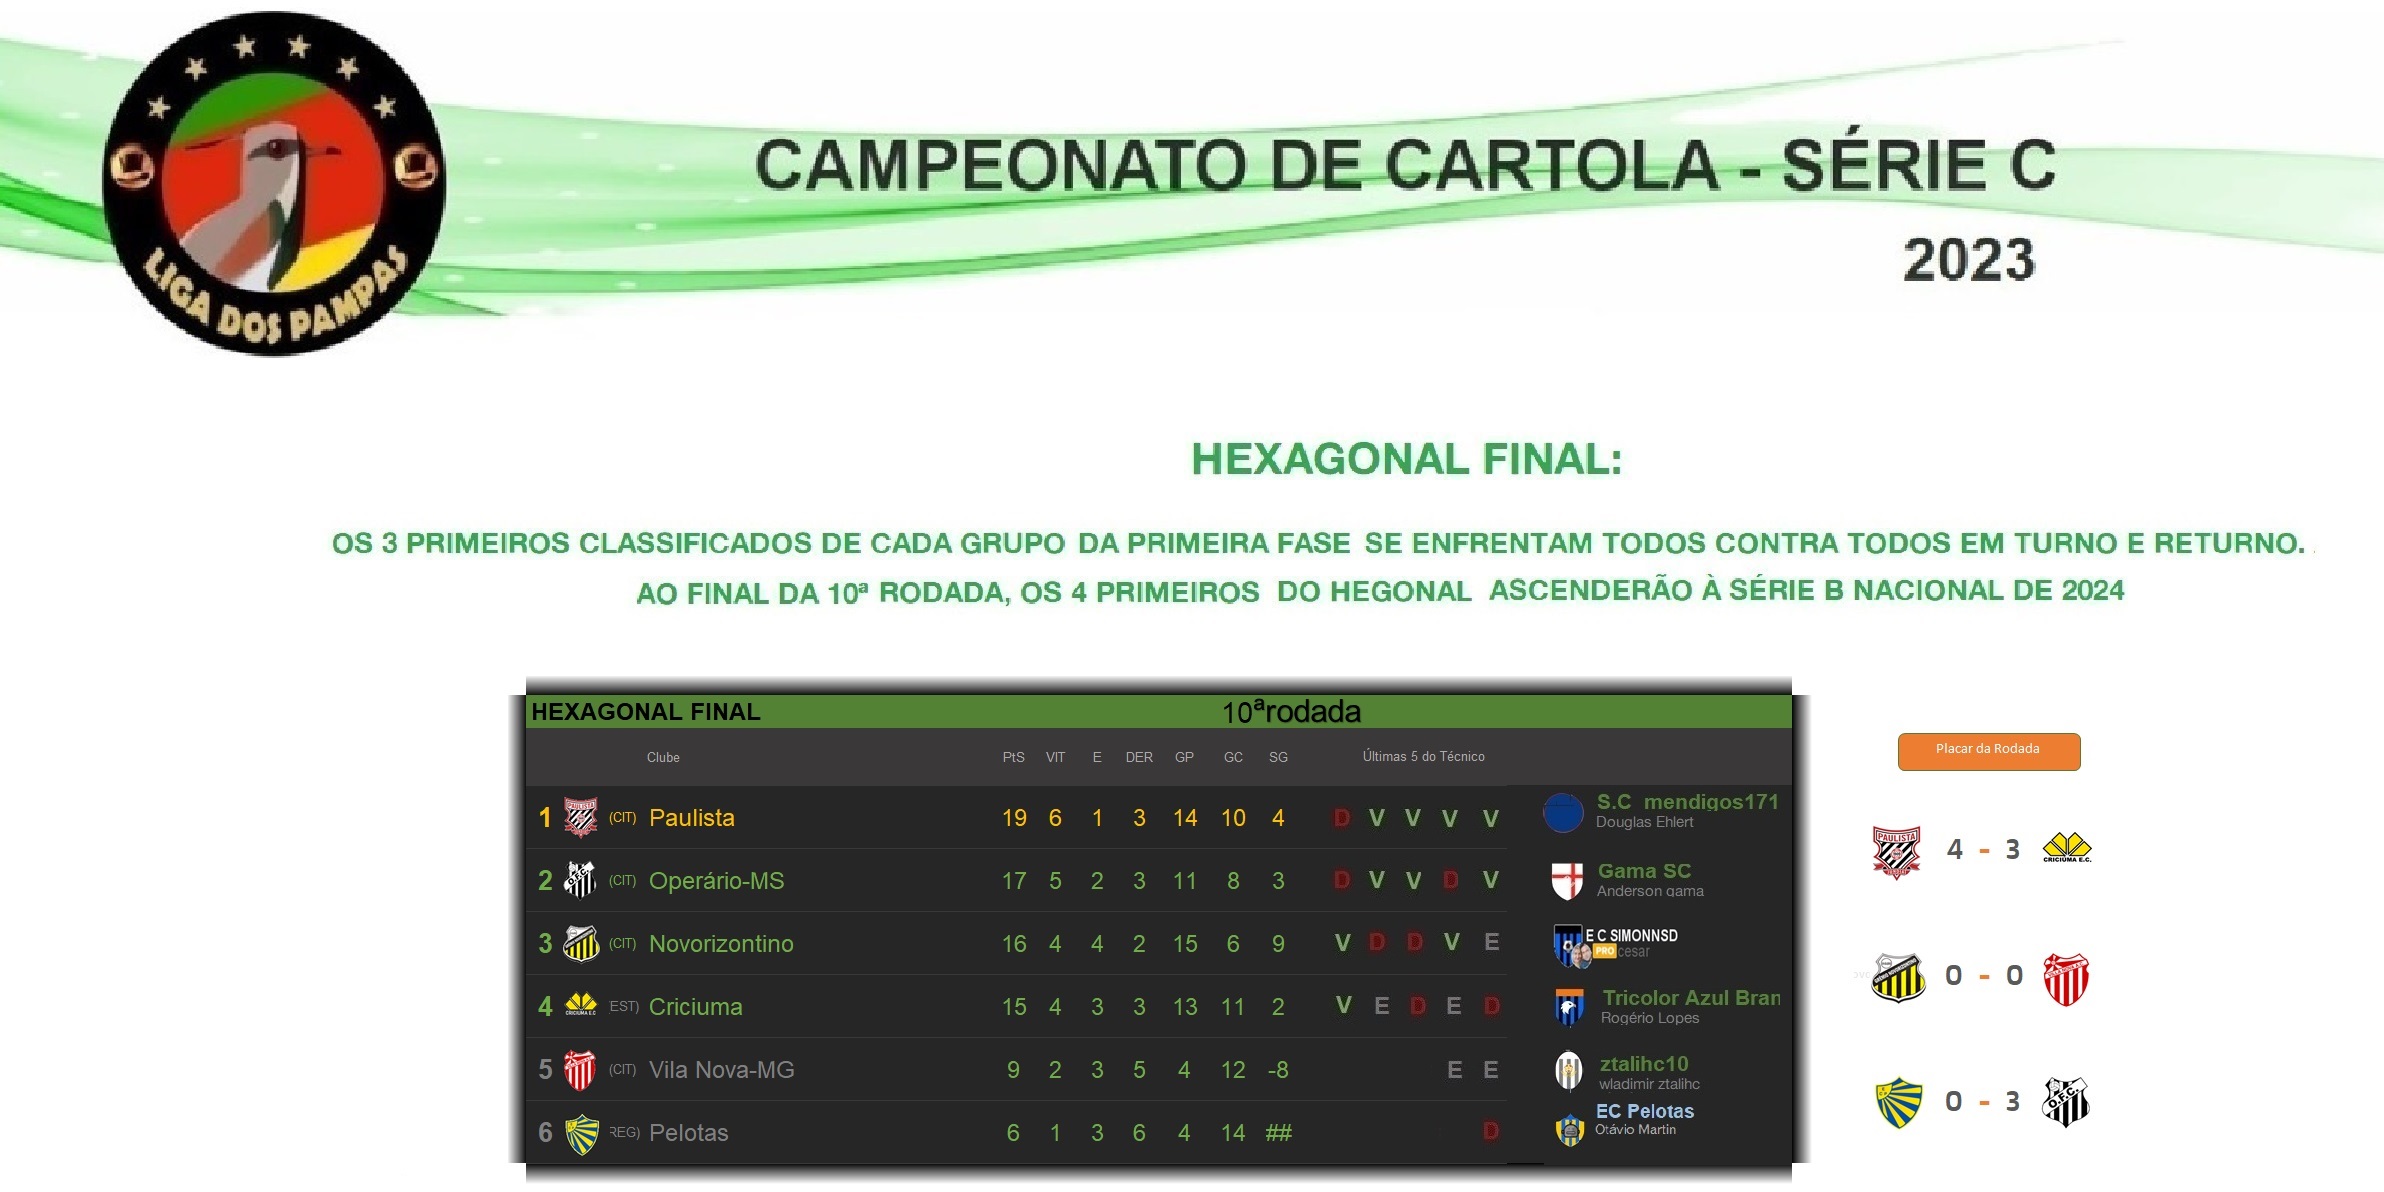 LIGA DOS PAMPAS
CAMPEONATO DE CARTOLA - SÉRIE C
2023
HEXAGONAL FINAL:
OS 3 PRIMEIROS CLASSIFICADOS DE CADA GRUPO DA PRIMEIRA FASE SE ENFRENTAM TODOS CONTRA TODOS EM TURNO E RETURNO.
AO FINAL DA 10ª RODADA, OS 4 PRIMEIROS DO HEGONAL ASCENDERÃO À SÉRIE B NACIONAL DE 2024
HEXAGONAL FINAL 10ªrodada
Clube PtS VIT E DER GP GC SG Últimas 5 do Técnico
1 (CIT) Paulista 19 6 1 3 14 10 4 D V V V V S.C mendigos171
Douglas Ehlert
2 (CIT) Operário-MS 17 5 2 3 11 8 3 D V V D V Gama SC
Anderson gama
3 (CIT) Novorizontino 16 4 4 2 15 6 9 V D D V E E C SIMONNSD
PRO cesar
4 EST) Criciuma 15 4 3 3 13 11 2 V E D E D Tricolor Azul Bran
Rogério Lopes
5 (CIT) Vila Nova-MG 9 2 3 5 4 12 -8 E E ztalihc10
wladimir ztalihc
6 REG) Pelotas 6 1 3 6 4 14 ## D EC Pelotas
Otávio Martin
Placar da Rodada
PAULISTA 4 - 3 CRICIÚMA E.C.
0 - 0
0 - 3 O.F.C.